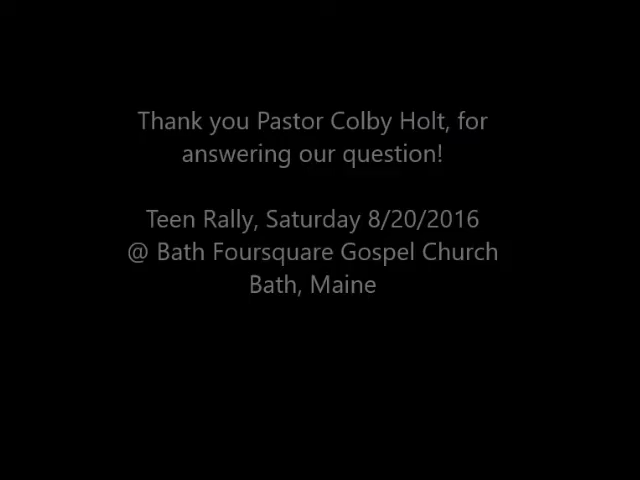 Thank you Pastor Colby Holt, for
answering our question!
Teen Rally, Saturday 8/20/2016
@ Bath Foursquare Gospel Church
Bath, Maine